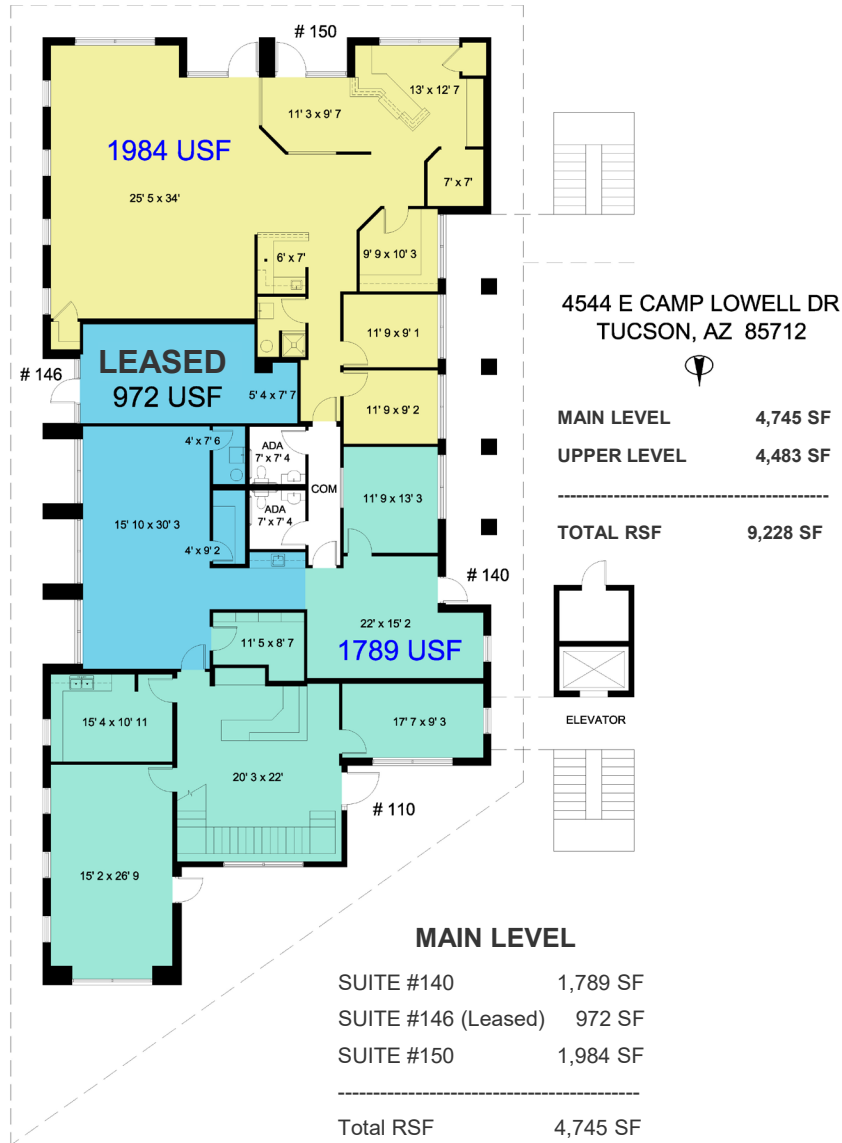 # 150
13' x 12' 7
11' 3 x 9' 7
1984 USF
7' x 7'
25' 5 x 34'
9' 9 x 10' 3
6' x 7'
4544 E CAMP LOWELL DR
TUCSON, AZ 85712
11' 9 x 9' 1
LEASED
# 146
972 USF
5' 4 x 7' 7
11' 9 x 9' 2
MAIN LEVEL 4,745 SF
UPPER LEVEL 4,483 SF
---------------------------------------------
TOTAL RSF 9,228 SF
4' x 7' 6
ADA
7' x 7' 4
COM
11' 9 x 13' 3
ADA
7' x 7' 4
15' 10 x 30' 3
4' x 9' 2
# 140
22' x 15' 2
11' 5 x 8' 7
1789 USF
ELEVATOR
15' 4 x 10' 11
17' 7 x 9' 3
20' 3 x 22'
# 110
15' 2 x 26' 9
MAIN LEVEL
SUITE #140 1,789 SF
SUITE #146 (Leased) 972 SF
SUITE #150 1,984 SF
-------------------------------------------
Total RSF 4,745 SF